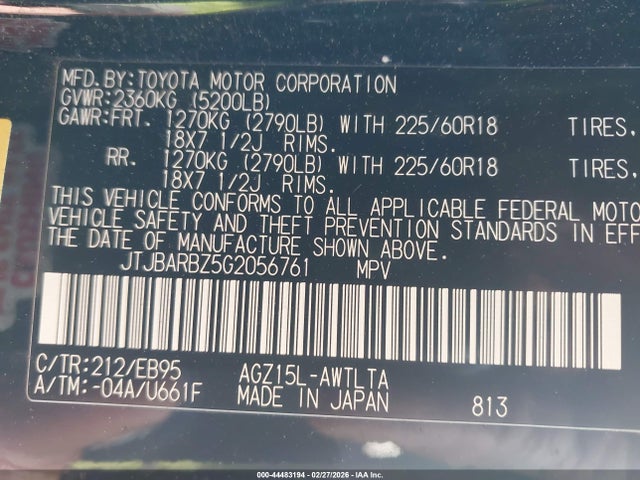 MFD.BY:TOYOTA MOTOR CORPORATION
GVWR:2360KG (5200LB)
GAWR:FRT. 1270KG (2790LB) WITH 225/60R18 TIRES,
18X7 1/2J RIMS.
RR. 1270KG (2790LB) WITH 225/60R18 TIRES,
18X7 1/2J RIMS.
THIS VEHICLE CONFORMS TO ALL APPLICABLE FEDERAL MOTO
VEHICLE SAFETY AND THEFT PREVENTION STANDARDS IN EFF
THE DATE OF MANUFACTURE SHOWN ABOVE.
JTJBARBZ5G2056761 MPV
C/TR:212/EB95 AGZ15L-AWTLTA
A/TM:-04A/U661F MADE IN JAPAN 813
000-44483194 | 02/27/2026 | IAA Inc.